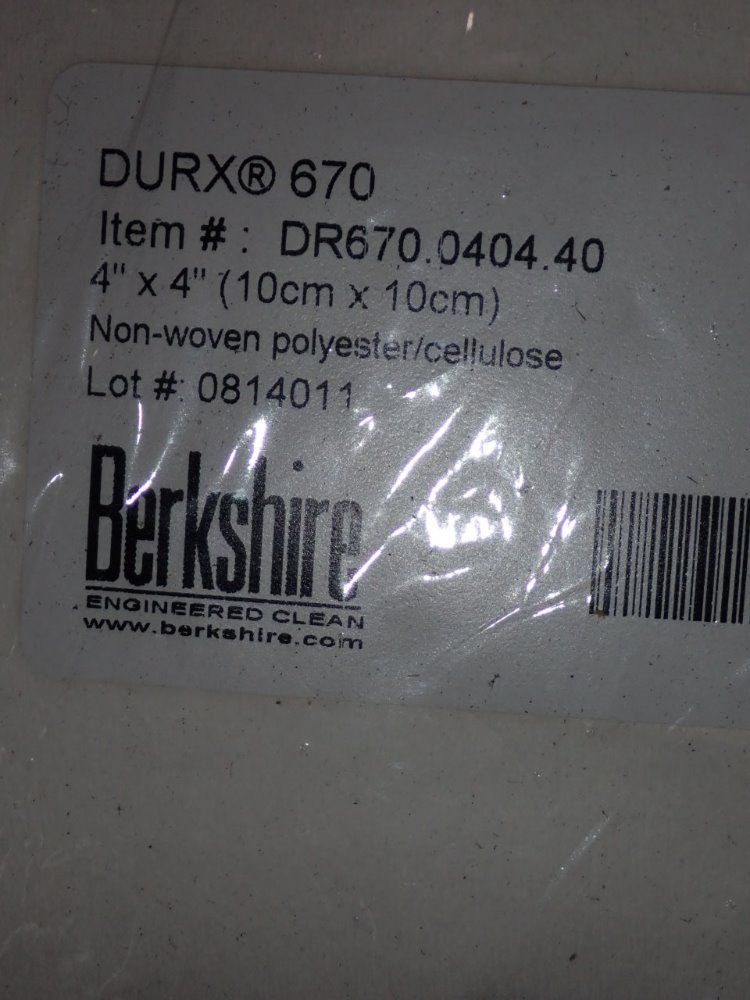 DURX® 670
Item # : DR670.0404.40
4" x 4" (10cm x 10cm)
Non-woven polyester/cellulose
Lot #: 0814011
Berkshire
ENGINEERED CLEAN
www.berkshire.com